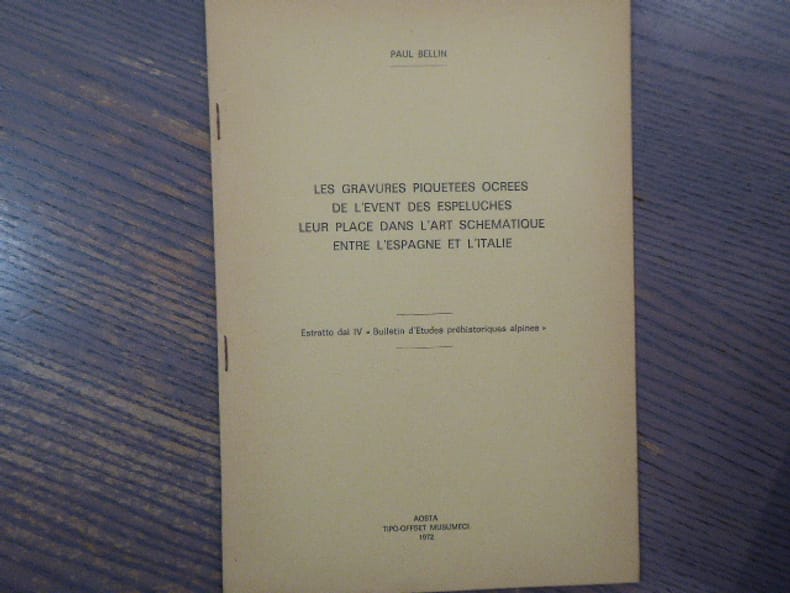 PAUL BELLIN
LES GRAVURES PIQUETEES OCREES
DE L'EVENT DES ESPELUCHES
LEUR PLACE DANS L'ART SCHEMATIQUE
ENTRE L'ESPAGNE ET L'ITALIE
Estratto dal IV « Bulletin d'Etudes préhistoriques alpines »
AOSTA
TIPO-OFFSET MUSUMECI
1972